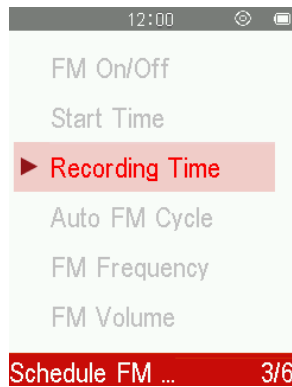 12:00
FM On/Off
Start Time
Recording Time
Auto FM Cycle
FM Frequency
FM Volume
Schedule FM ... 3/6